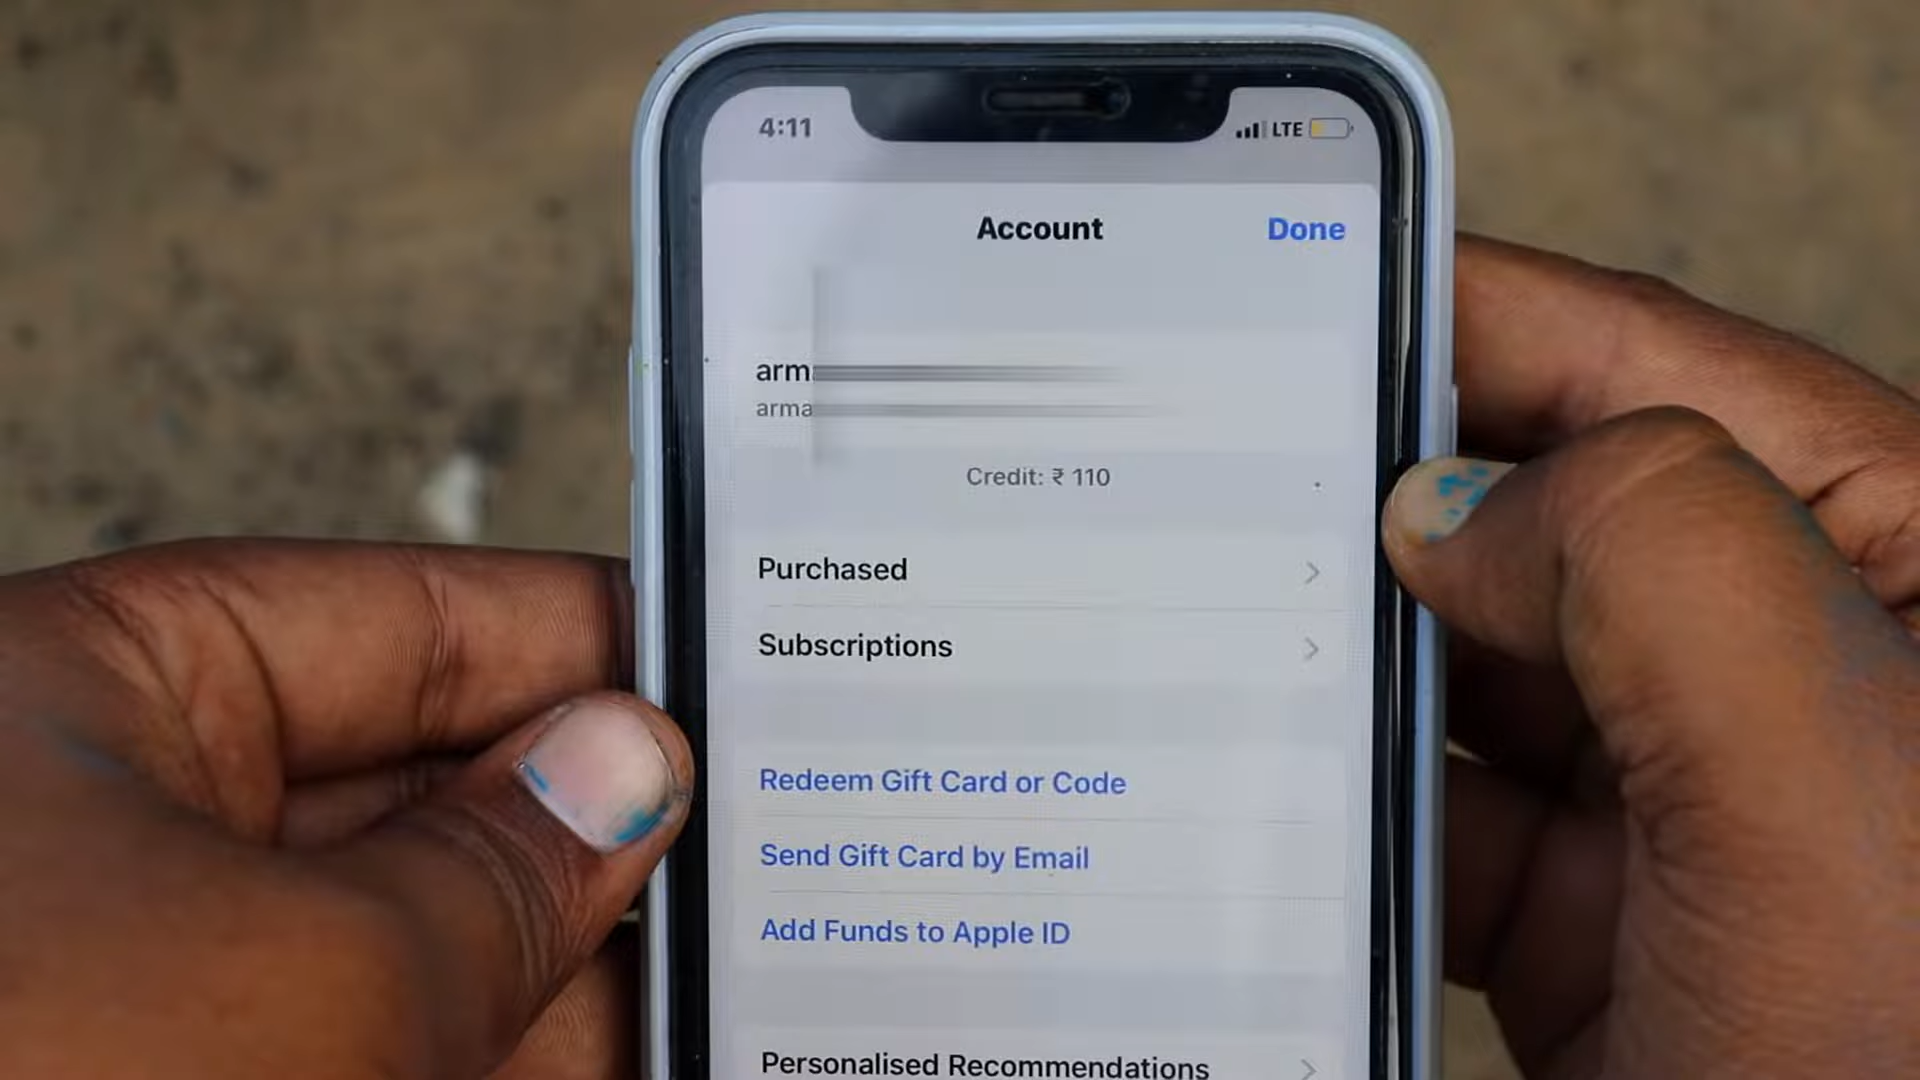 4:11
LTE
Account
Done
arm
arma
Credit: ₹ 110
Purchased
Subscriptions
Redeem Gift Card or Code
Send Gift Card by Email
Add Funds to Apple ID
Personalised Recommendations